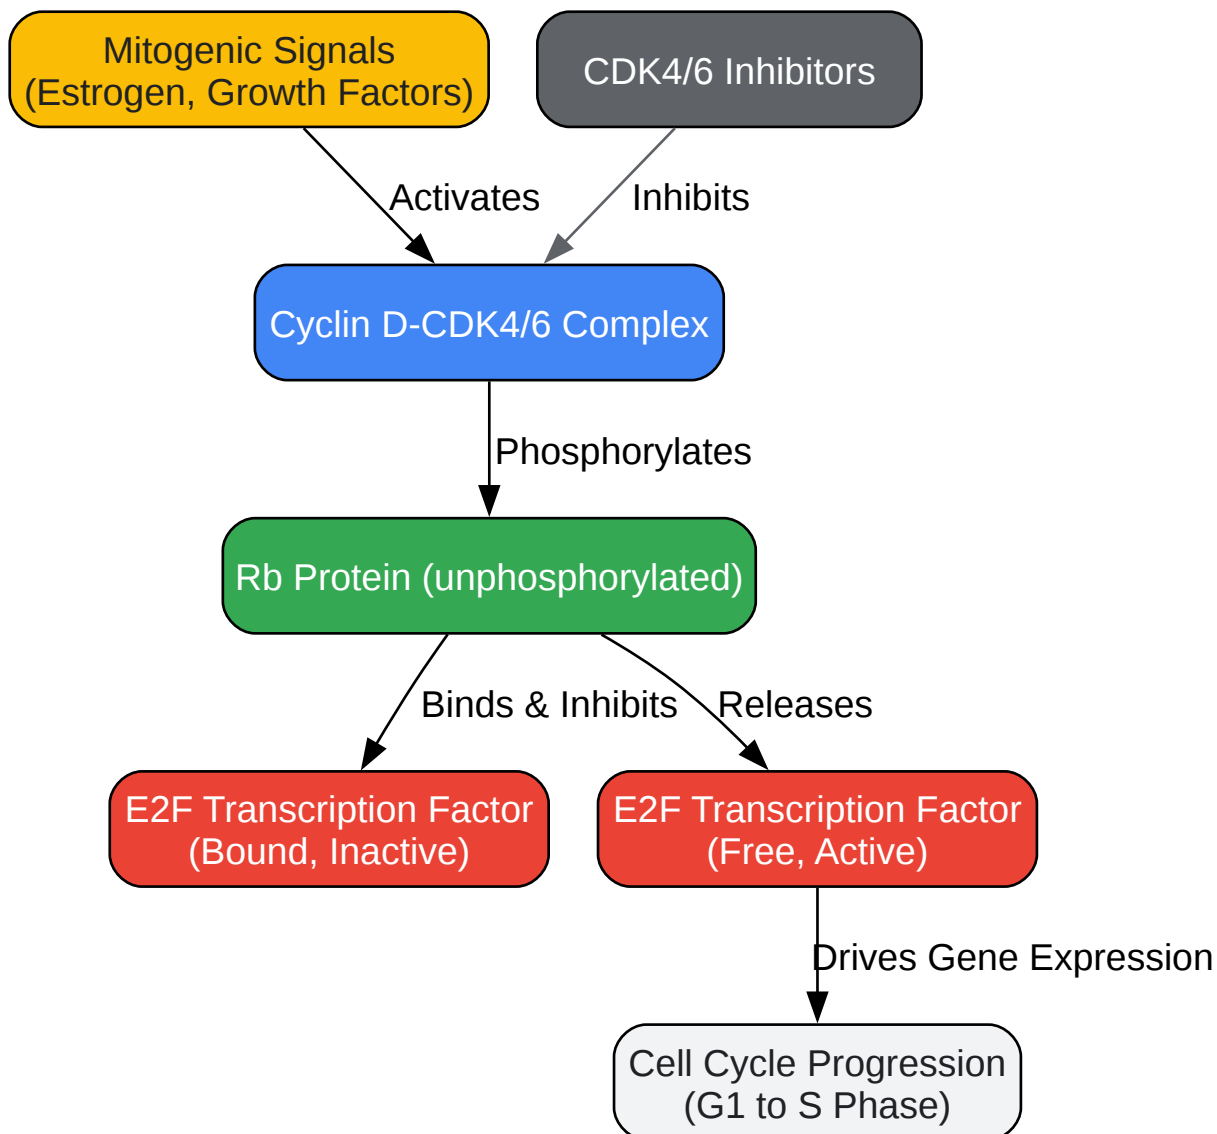 Mitogenic Signals
(Estrogen, Growth Factors)
CDK4/6 Inhibitors
Activates
Inhibits
Cyclin D-CDK4/6 Complex
Phosphorylates
Rb Protein (unphosphorylated)
Binds & Inhibits
Releases
E2F Transcription Factor
(Bound, Inactive)
E2F Transcription Factor
(Free, Active)
Drives Gene Expression
Cell Cycle Progression
(G1 to S Phase)